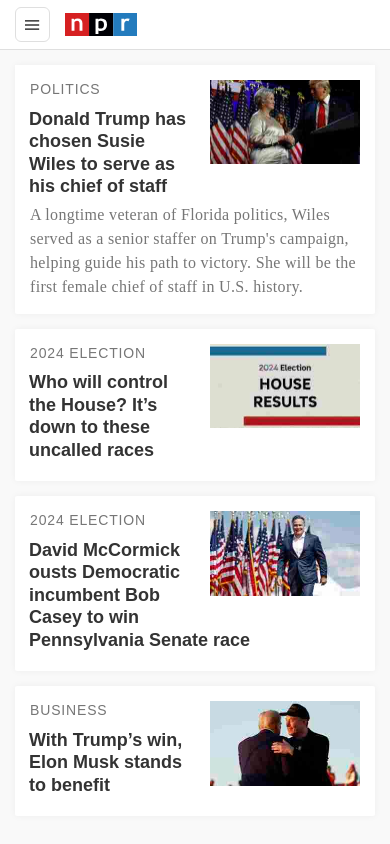 npr
POLITICS
Donald Trump has
chosen Susie
Wiles to serve as
his chief of staff
A longtime veteran of Florida politics, Wiles
served as a senior staffer on Trump's campaign,
helping guide his path to victory. She will be the
first female chief of staff in U.S. history.
2024 ELECTION
Who will control
the House? It’s
down to these
uncalled races
2024 Election
HOUSE
RESULTS
2024 ELECTION
David McCormick
ousts Democratic
incumbent Bob
Casey to win
Pennsylvania Senate race
BUSINESS
With Trump’s win,
Elon Musk stands
to benefit